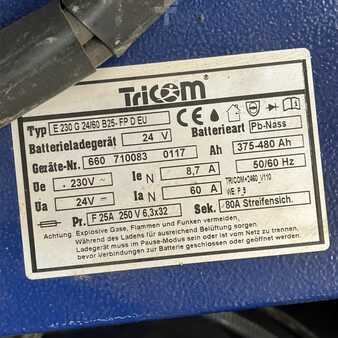 TriCOM®
Typ E 230 G 24/60 B25-FP D EU
Batterieladegerät 24 V Batterieart Pb-Nass
Geräte-Nr. 660 710083 0117 Ah 375-480 Ah
Ue 230V~ Ie N 8,7 A 50/60 Hz
Ua 24V⎓ Ia N 60 A
Pr. F 25A 250 V 6,3x32 Sek. 80A Streifensich.
Achtung: Explosive Gase, Flammen und Funken vermeiden.
Während des Ladens für ausreichende Belüftung sorgen.
Ladegerät muss im Pause-Modus sein oder ist vom Netz zu trennen,
bevor Verbindungen zur Batterie geschlossen oder geöffnet werden.